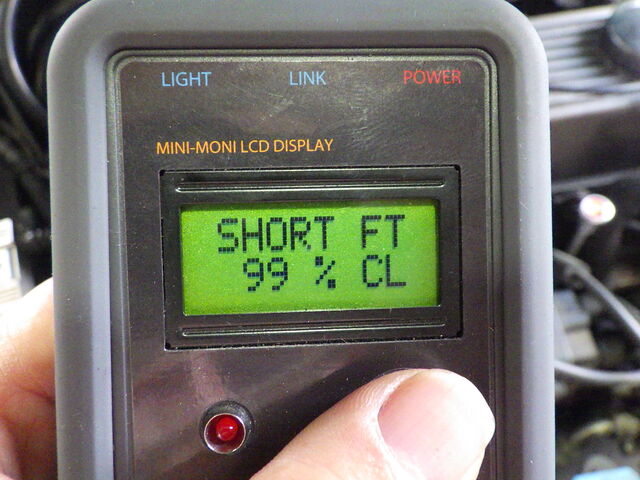 LIGHT LINK POWER
MINI-MONI LCD DISPLAY
SHORT FT
99 % CL